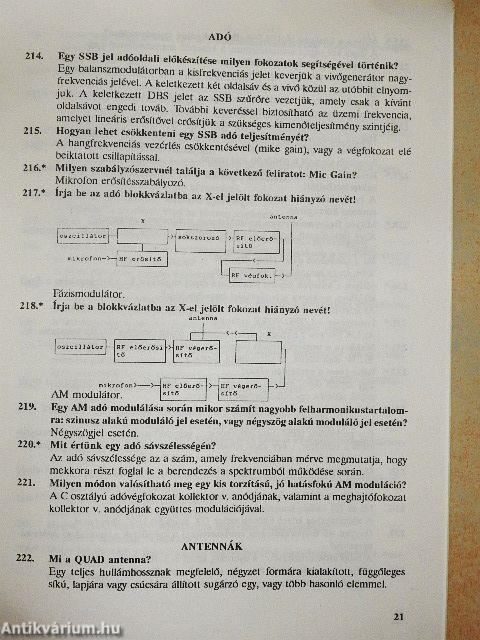 ADÓ
214. Egy SSB jel adóoldali előkészítése milyen fokozatok segítségével történik?
Egy balanszmodulátorban a kisfrekvenciás jelet keverjük a vivőgenerátor nagy-
frekvenciás jelével. A keletkezett két oldalsáv és a vivő közül az utóbbit elnyom-
juk. A keletkezett DBS jelet az SSB szűrőre vezetjük, amely csak a kívánt
oldalsávot engedi tovább. További keveréssel biztosítható az üzemi frekvencia,
amelyet lineáris erősítővel erősítjük a szükséges kimenőteljesítmény szintjéig.
215. Hogyan lehet csökkenteni egy SSB adó teljesítményét?
A hangfrekvenciás vezérlés csökkentésével (mike gain), vagy a végfokozat elé
beiktatott csillapítással.
216.* Milyen szabályzószervnél találja a következő feliratot: Mic Gain?
Mikrofon erősítésszabályozó.
217.* Írja be az adó blokkvázlatba az X-el jelölt fokozat hiányzó nevét!
antenna
X
oszcillátor
sokszorozó
RF előerő-
sítő
mikrofon
HF erősítő
RF végfok.
Fázismodulátor.
218.* Írja be a blokkvázlatba az X-el jelölt fokozat hiányzó nevét!
antenna
X
oszcillátor
RF előerősí
tő
RF végerő-
sítő
mikrofon
HF előerő-
sítő
HF végerő-
sítő
AM modulátor.
219. Egy AM adó modulálása során mikor számít nagyobb felharmonikustartalom-
ra: szinusz alakú moduláló jel esetén, vagy négyszög alakú moduláló jel esetén?
Négyszögjel esetén.
220.* Mit értünk egy adó sávszélességén?
Az adó sávszélessége az a szám, amely frekvenciában mérve megmutatja, hogy
mekkora részt foglal le a berendezés a spektrumból működése során.
221. Milyen módon valósítható meg egy kis torzítású, jó hatásfokú AM moduláció?
A C osztályú adóvégfokozat kollektor v. anódjának, valamint a meghajtófokozat
kollektor v. anódjának együttes modulációjával.
ANTENNÁK
222. Mi a QUAD antenna?
Egy teljes hullámhossznak megfelelő, négyzet formára kialakított, függőleges
síkú, lapjára vagy csúcsára állított sugárzó egy, vagy több hasonló elemmel.
21
Antikvárium.hu